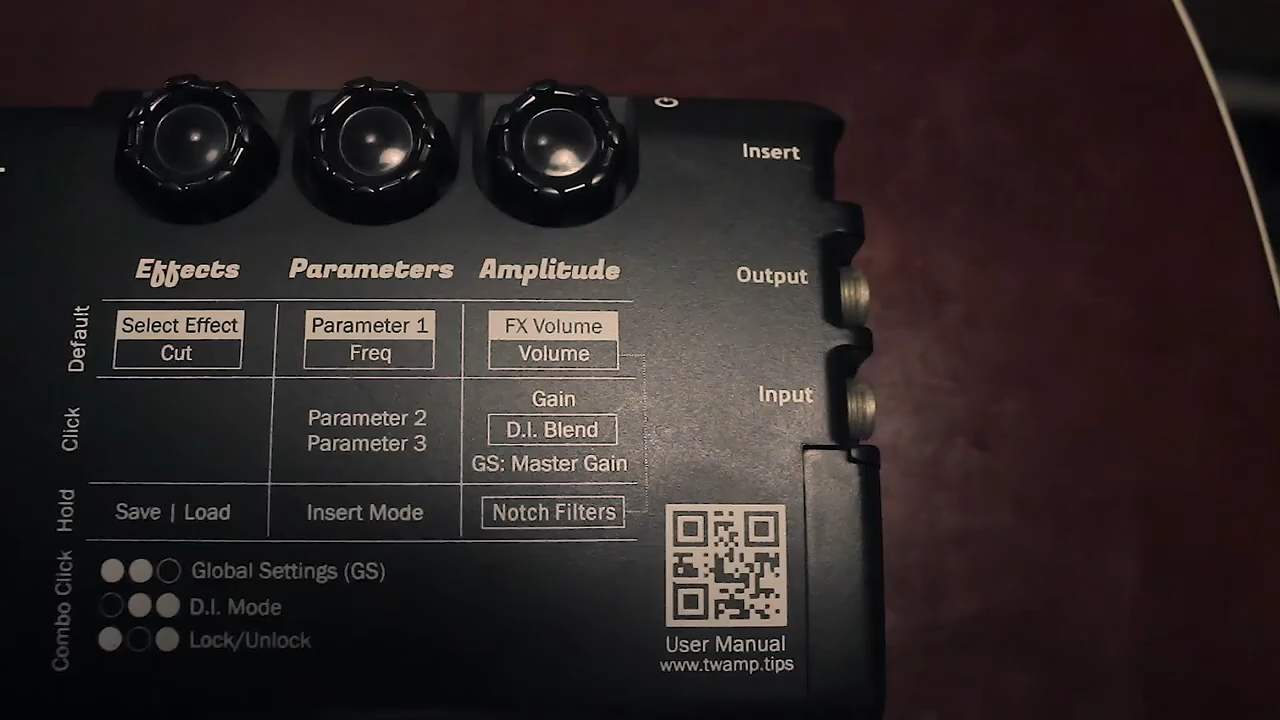 Insert
Output
Input
Effects Parameters Amplitude
Default
Select Effect Parameter 1 FX Volume
Cut Freq Volume
Click
Gain
Parameter 2 D.I. Blend
Parameter 3
GS: Master Gain
Hold
Save | Load Insert Mode Notch Filters
Combo Click
Global Settings (GS)
D.I. Mode
Lock/Unlock
User Manual
www.twamp.tips